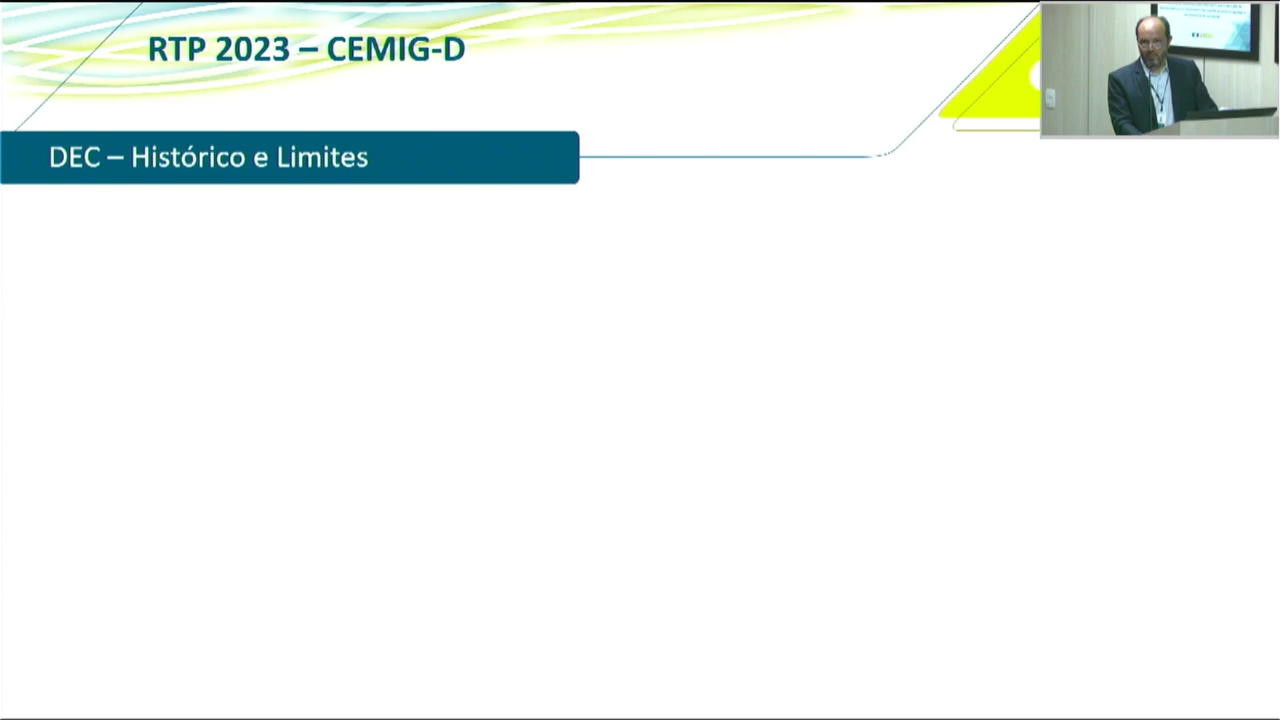 RTP 2023 – CEMIG-D
DEC – Histórico e Limites